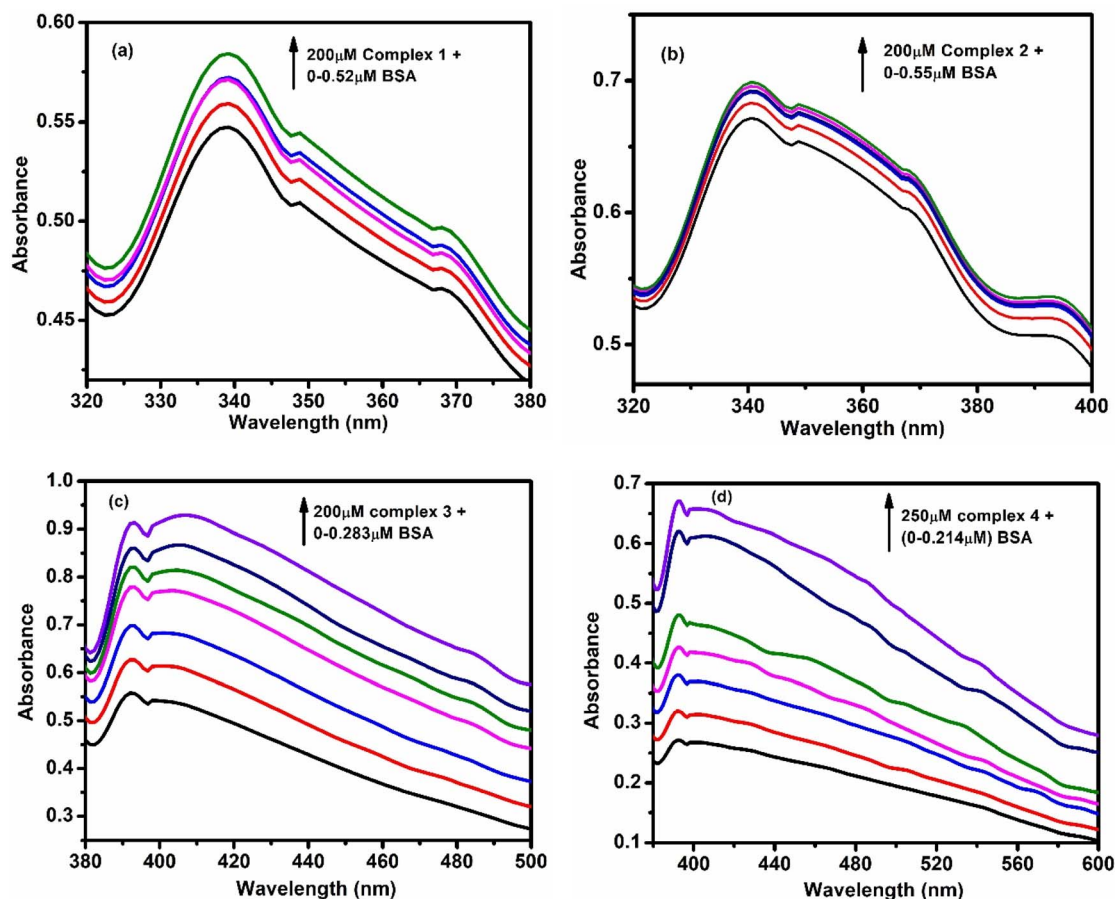 (a)
200μM Complex 1 +
0-0.52μM BSA
0.60
0.55
0.50
0.45
Absorbance
320 330 340 350 360 370 380
Wavelength (nm)
(b)
200μM Complex 2 +
0-0.55μM BSA
0.7
0.6
0.5
Absorbance
320 340 360 380 400
Wavelength (nm)
(c)
200μM complex 3 +
0-0.283μM BSA
1.0
0.9
0.8
0.7
0.6
0.5
0.4
0.3
Absorbance
380 400 420 440 460 480 500
Wavelength (nm)
(d)
250μM complex 4 +
(0-0.214μM) BSA
0.7
0.6
0.5
0.4
0.3
0.2
0.1
Absorbance
400 440 480 520 560 600
Wavelength (nm)